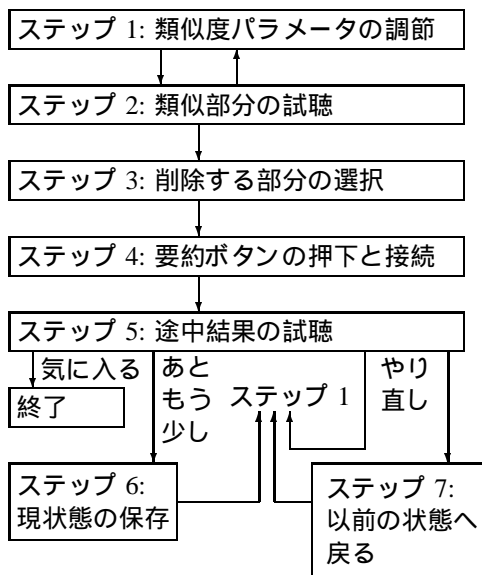 ステップ 1: 類似度パラメータの調節
ステップ 2: 類似部分の試聴
ステップ 3: 削除する部分の選択
ステップ 4: 要約ボタンの押下と接続
ステップ 5: 途中結果の試聴
気に入る
終了
あと
もう
少し
ステップ 1
やり
直し
ステップ 6:
現状態の保存
ステップ 7:
以前の状態へ
戻る